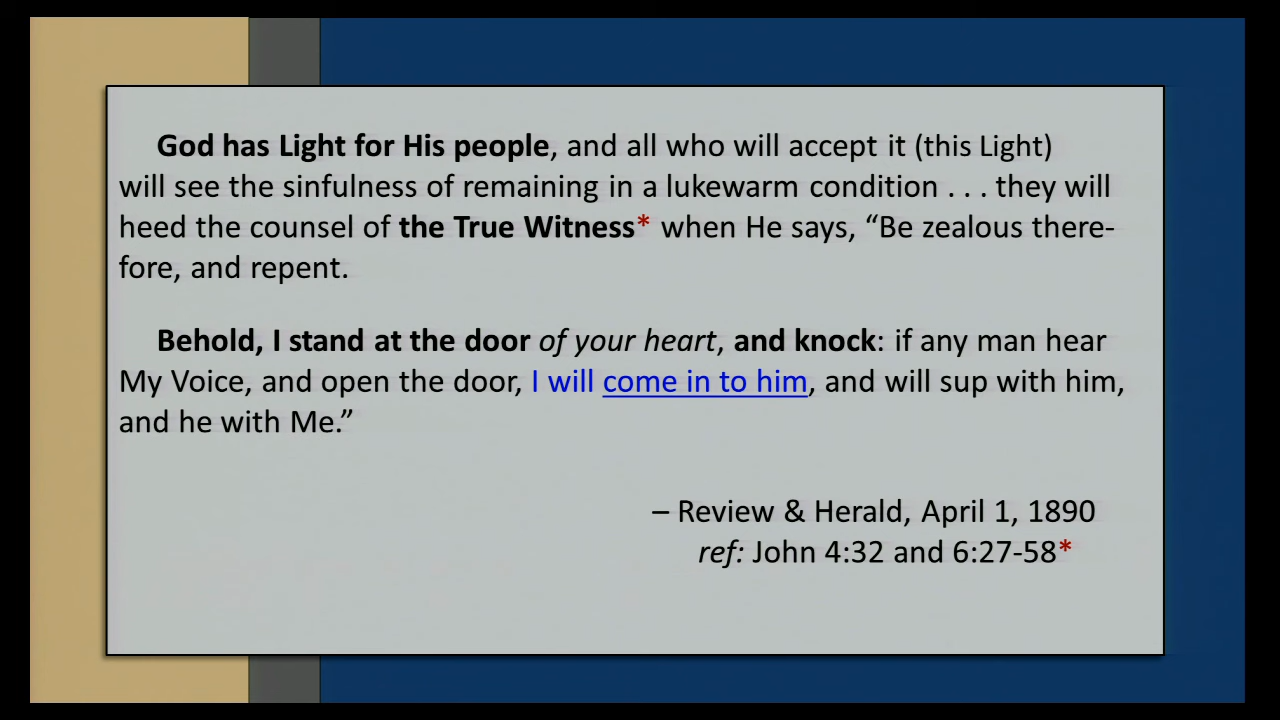 God has Light for His people, and all who will accept it (this Light)
will see the sinfulness of remaining in a lukewarm condition . . . they will
heed the counsel of the True Witness* when He says, “Be zealous there-
fore, and repent.
Behold, I stand at the door of your heart, and knock: if any man hear
My Voice, and open the door, I will come in to him, and will sup with him,
and he with Me.”
– Review & Herald, April 1, 1890
ref: John 4:32 and 6:27-58*